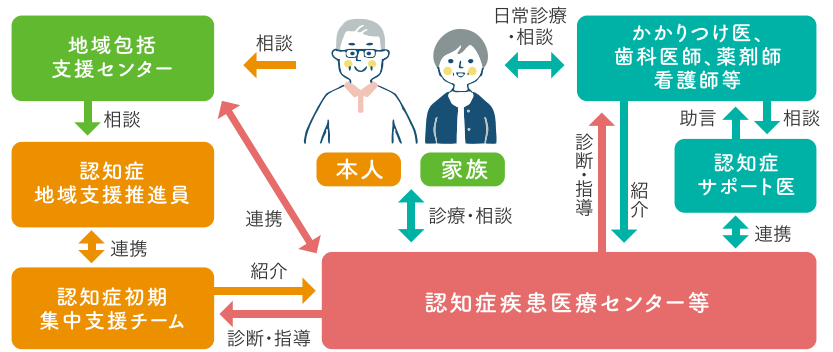 地域包括
支援センター
相談
日常診療
・相談
かかりつけ医、
歯科医師、薬剤師
看護師等
相談
認知症
地域支援推進員
本人
家族
助言
相談
認知症
サポート医
連携
診療・相談
診断・指導
紹介
連携
連携
認知症初期
集中支援チーム
紹介
診断・指導
認知症疾患医療センター等